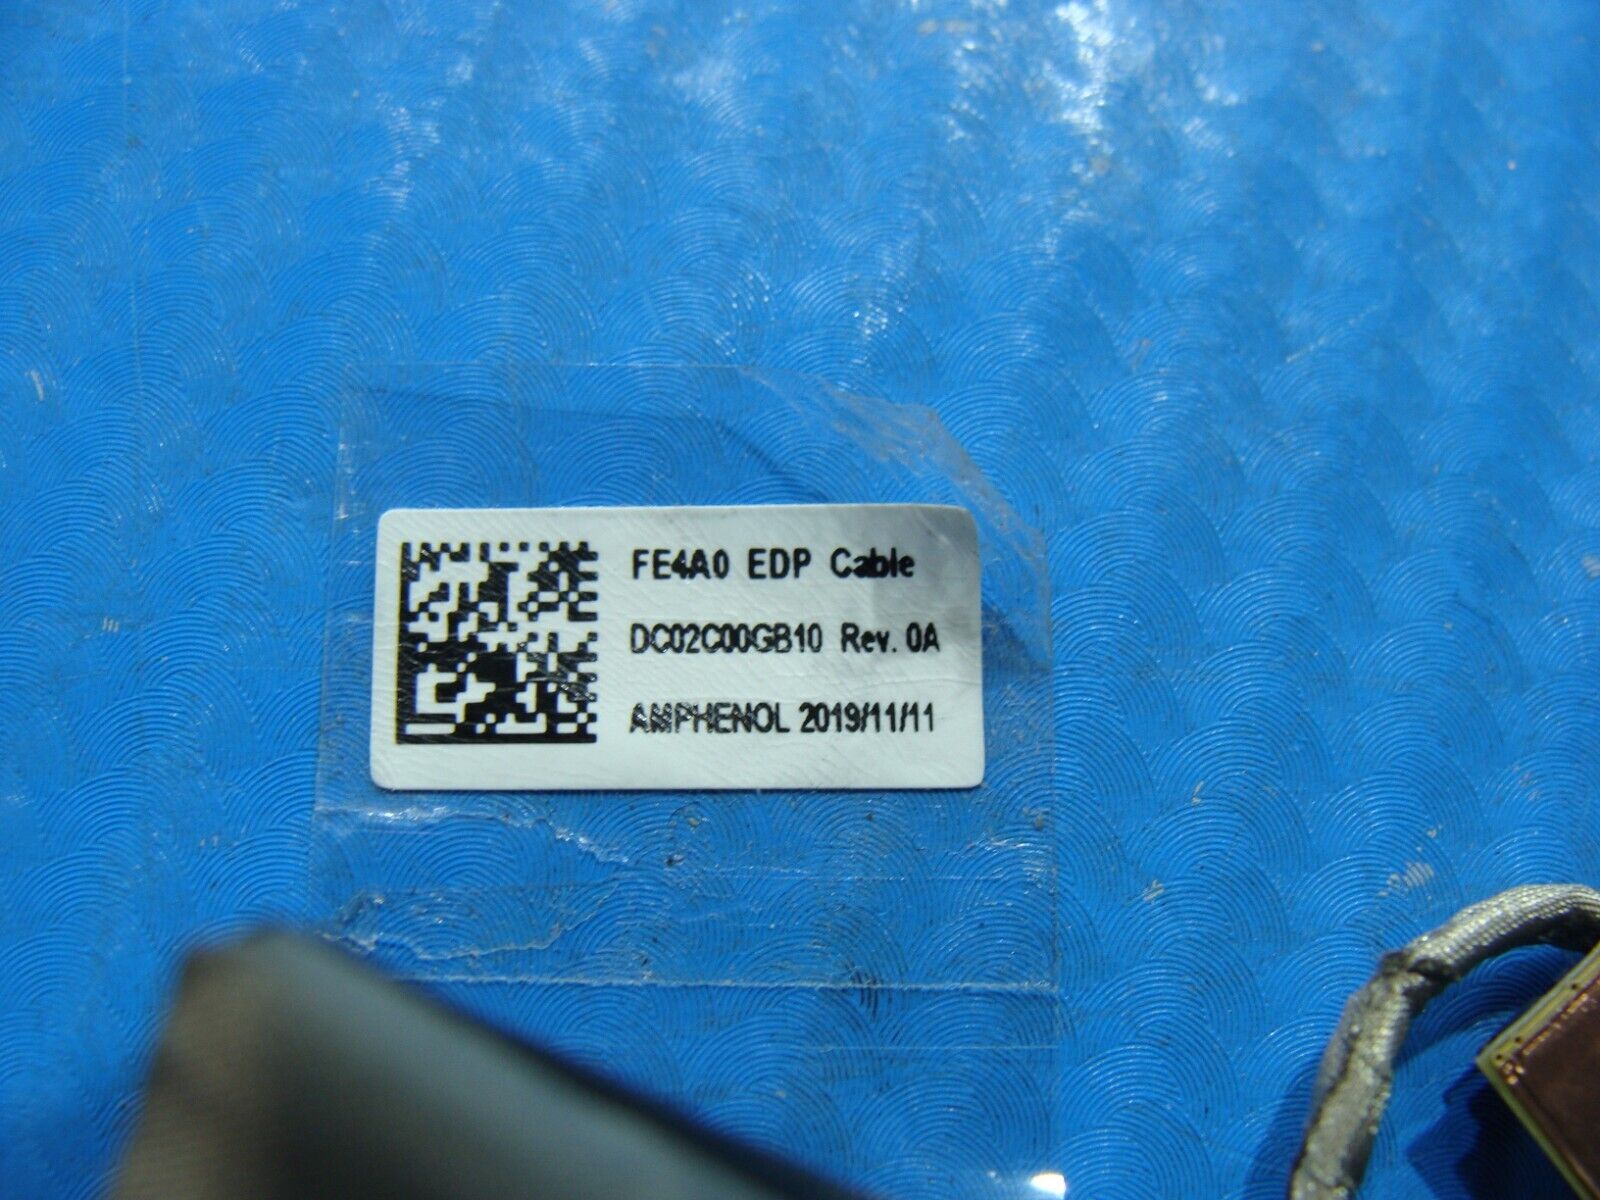 FE4A0 EDP Cable
DC02C00GB10 Rev. 0A
AMPHENOL 2019/11/11